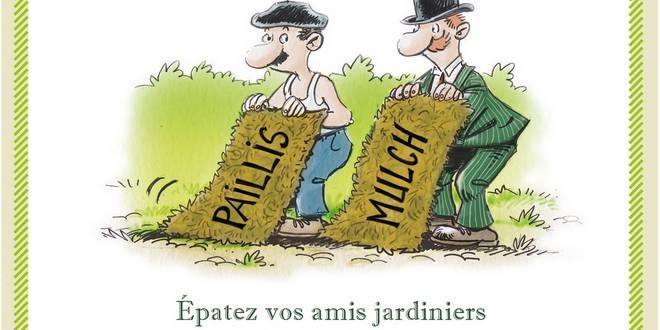 PAILLIS
MULCH
Épatez vos amis jardiniers